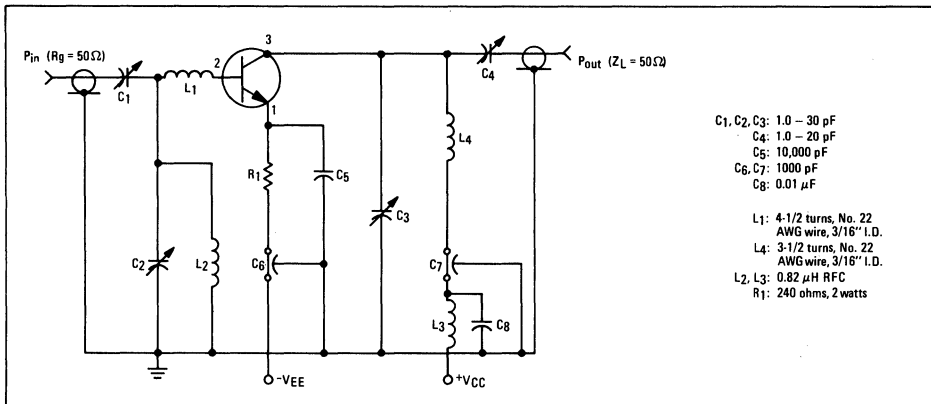 Pin (Rg = 50Ω)
C1
L1
2
3
1
C4
Pout (ZL = 50Ω)
R1
C5
L4
C3
C2
L2
C6
C7
L3
C8
-VEE
+VCC
C1, C2, C3: 1.0 – 30 pF
C4: 1.0 – 20 pF
C5: 10,000 pF
C6, C7: 1000 pF
C8: 0.01 μF
L1: 4-1/2 turns, No. 22
AWG wire, 3/16" I.D.
L4: 3-1/2 turns, No. 22
AWG wire, 3/16" I.D.
L2, L3: 0.82 μH RFC
R1: 240 ohms, 2 watts